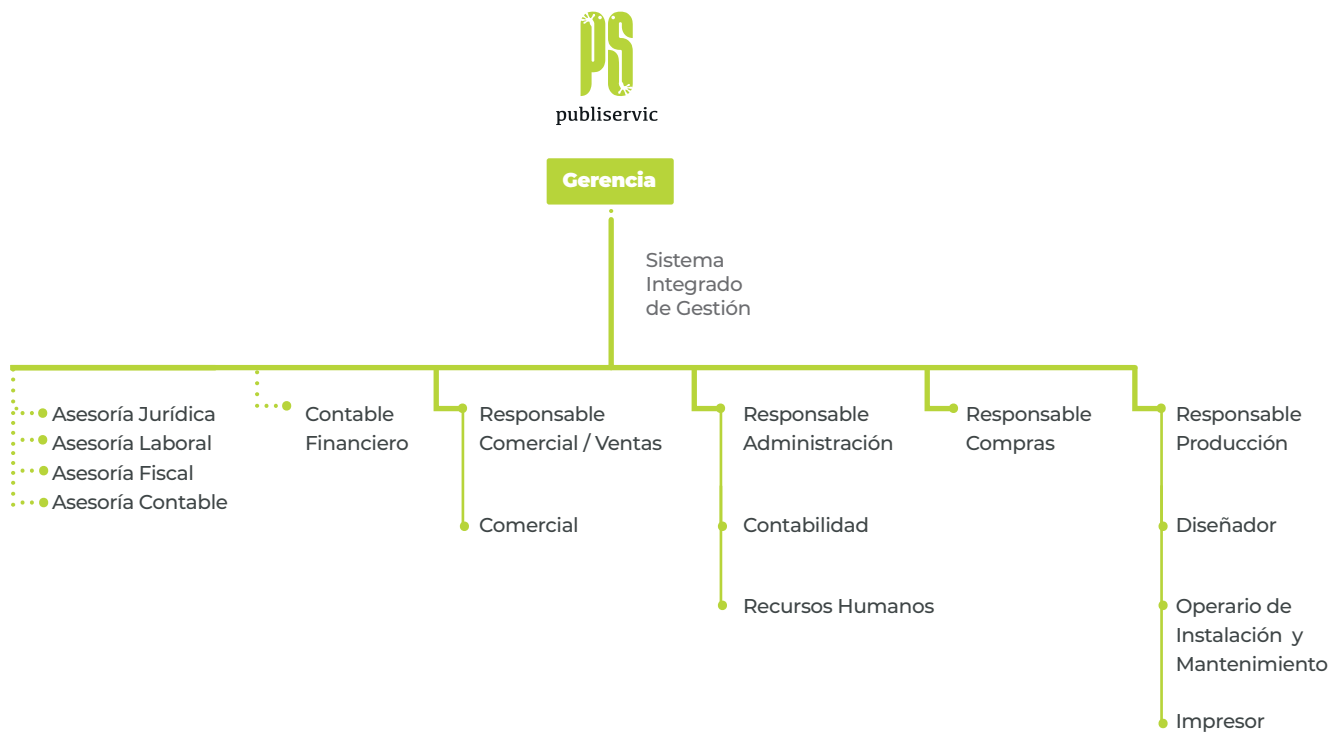 PS
publiservic
Gerencia
Sistema
Integrado
de Gestión
Asesoría Jurídica
Asesoría Laboral
Asesoría Fiscal
Asesoría Contable
Contable
Financiero
Responsable
Comercial / Ventas
Comercial
Responsable
Administración
Contabilidad
Recursos Humanos
Responsable
Compras
Responsable
Producción
Diseñador
Operario de
Instalación y
Mantenimiento
Impresor